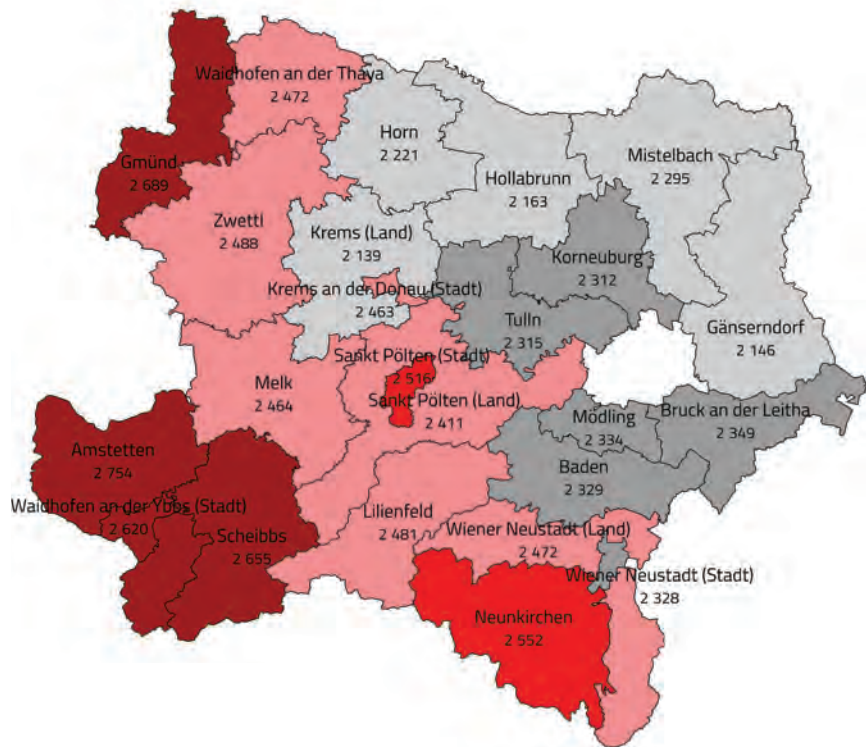 Waidhofen an der Thaya
2 472
Gmünd
2 689
Horn
2 221
Hollabrunn
2 163
Mistelbach
2 295
Zwettl
2 488
Krems (Land)
2 139
Korneuburg
2 312
Krems an der Donau (Stadt)
2 463
Tulln
2 315
Gänserndorf
2 146
Sankt Pölten (Stadt)
2 516
Melk
2 464
Sankt Pölten (Land)
2 411
Mödling
2 334
Bruck an der Leitha
2 349
Amstetten
2 754
Baden
2 329
Waidhofen an der Ybbs (Stadt)
2 620
Scheibbs
2 655
Lilienfeld
2 481
Wiener Neustadt (Land)
2 472
Wiener Neustadt (Stadt)
2 328
Neunkirchen
2 552